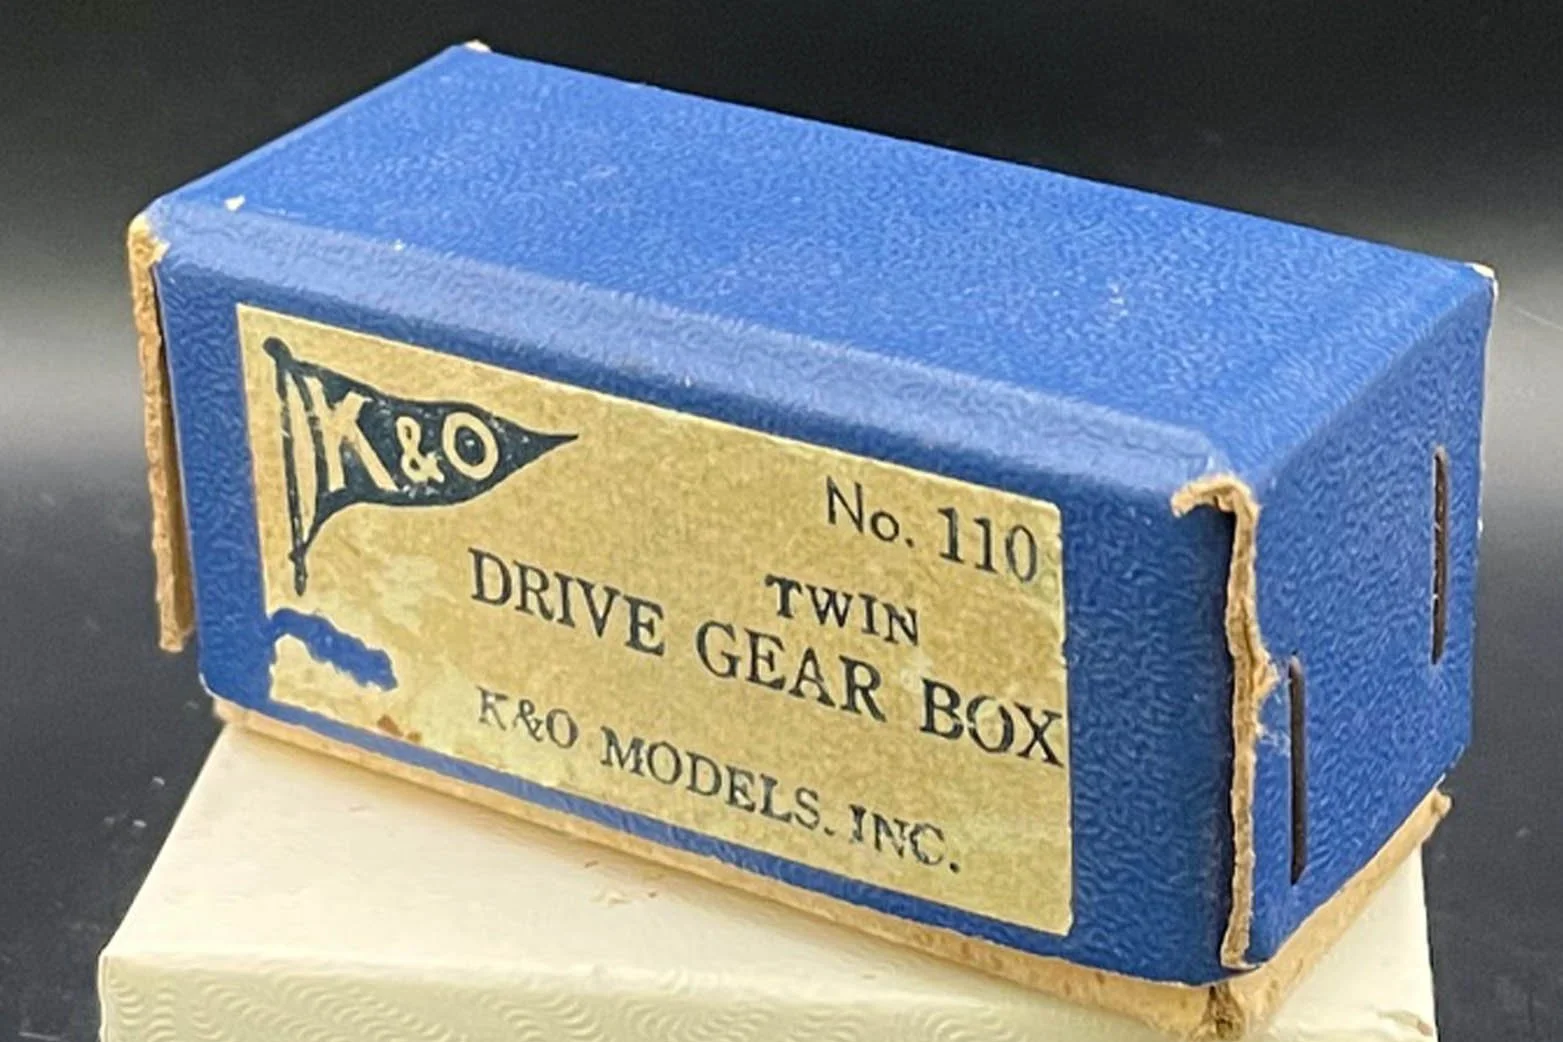 K&O
No. 110
TWIN
DRIVE GEAR BOX
K&O MODELS. INC.